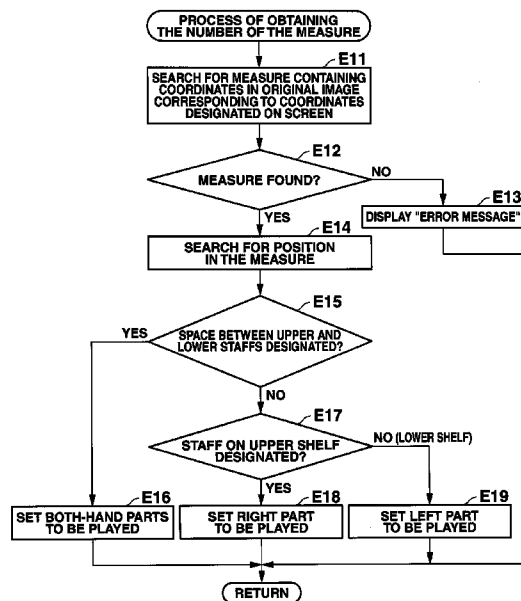 PROCESS OF OBTAINING
THE NUMBER OF THE MEASURE
E11
SEARCH FOR MEASURE CONTAINING
COORDINATES IN ORIGINAL IMAGE
CORRESPONDING TO COORDINATES
DESIGNATED ON SCREEN
E12
MEASURE FOUND?
NO
YES
E13
DISPLAY "ERROR MESSAGE"
E14
SEARCH FOR POSITION
IN THE MEASURE
E15
YES
SPACE BETWEEN UPPER AND
LOWER STAFFS DESIGNATED?
NO
E17
STAFF ON UPPER SHELF
DESIGNATED?
NO (LOWER SHELF)
YES
E16
SET BOTH-HAND PARTS
TO BE PLAYED
E18
SET RIGHT PART
TO BE PLAYED
E19
SET LEFT PART
TO BE PLAYED
RETURN